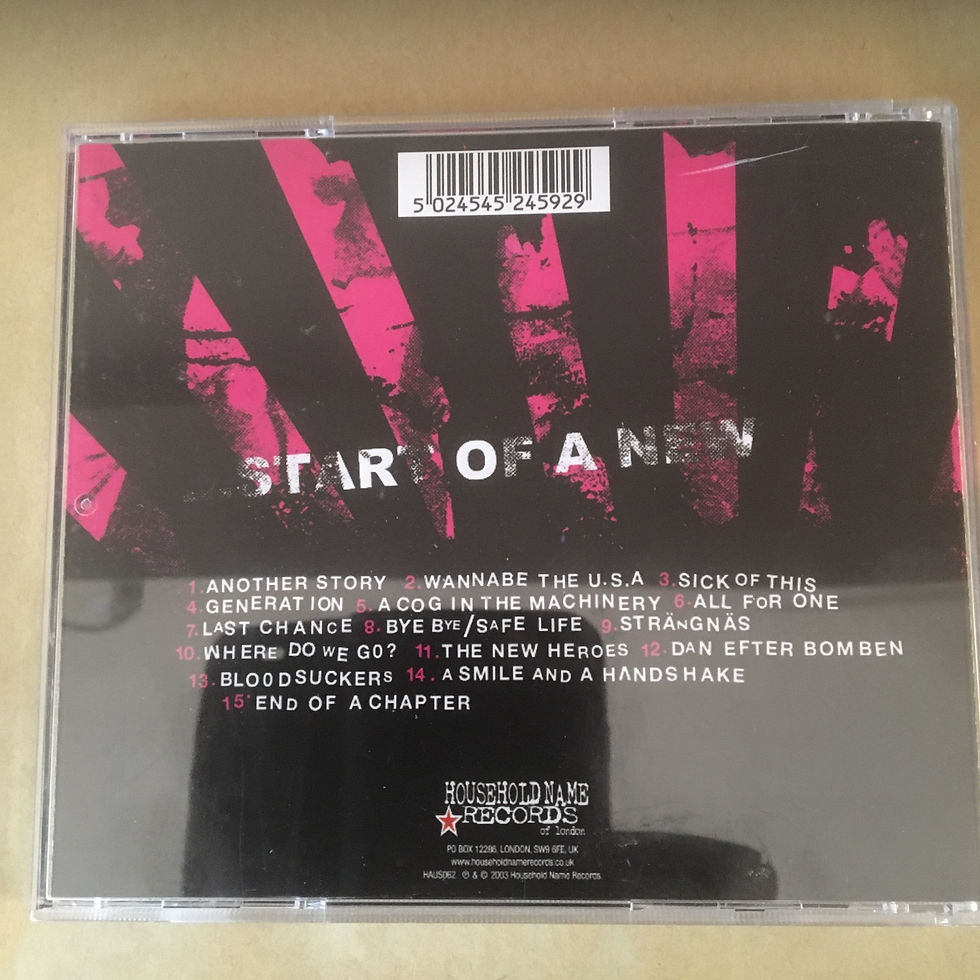 5 024545 245929
...START OF A NEW
1.ANOTHER STORY 2.WANNABE THE U.S.A 3.SICK OF THIS
4.GENERATION 5.A COG IN THE MACHINERY 6.ALL FOR ONE
7.LAST CHANCE 8.BYE BYE/SAFE LIFE 9.STRÄNGNÄS
10.WHERE DO WE GO? 11.THE NEW HEROES 12.DAN EFTER BOMBEN
13.BLOODSUCKERS 14.A SMILE AND A HANDSHAKE
15.END OF A CHAPTER
HOUSEHOLD NAME
RECORDS
of london
PO BOX 12286, LONDON, SW9 6FE, UK
www.householdnamerecords.co.uk
HAUS062 ℗ & © 2003 Household Name Records